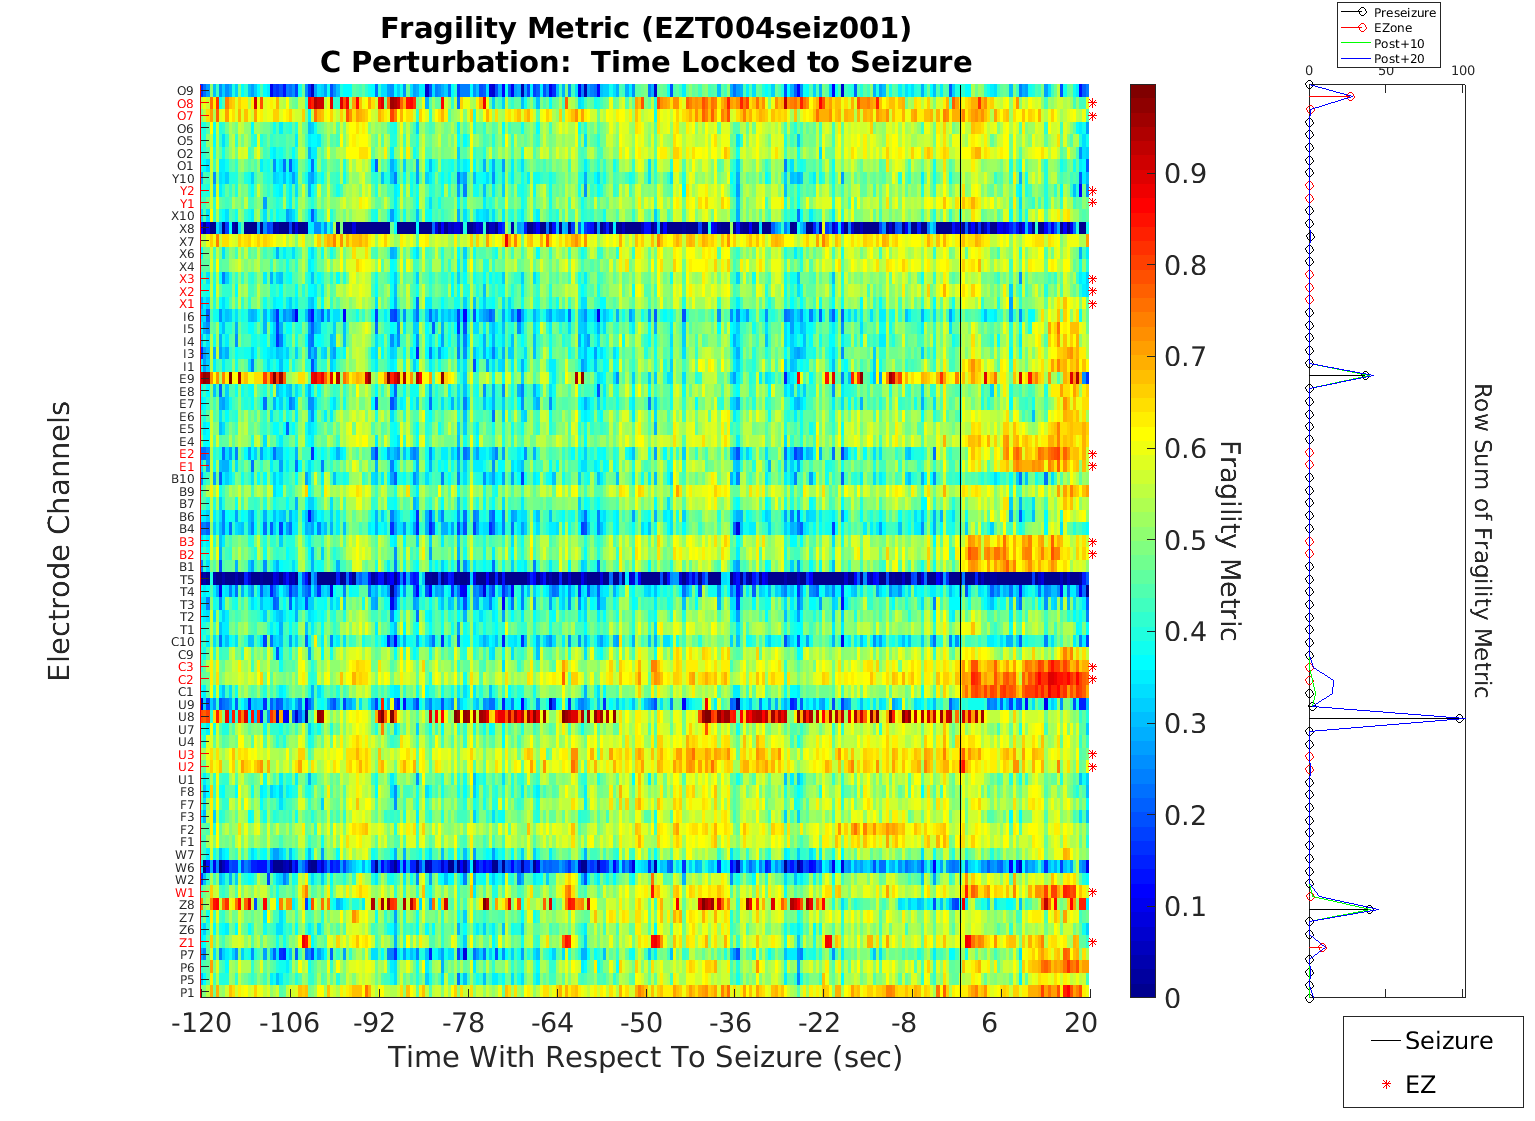 Fragility Metric (EZT004seiz001)
C Perturbation:  Time Locked to Seizure
Preseizure
EZone
Post+10
Post+20
0 50 100
Electrode Channels
O9
O8
O7
O6
O5
O2
O1
Y10
Y2
Y1
X10
X8
X7
X6
X4
X3
X2
X1
I6
I5
I4
I3
I1
E9
E8
E7
E6
E5
E4
E2
E1
B10
B9
B7
B6
B4
B3
B2
B1
T5
T4
T3
T2
T1
C10
C9
C3
C2
C1
U9
U8
U7
U4
U3
U2
U1
F8
F7
F3
F2
F1
W7
W6
W2
W1
Z8
Z7
Z6
Z1
P7
P6
P5
P1
-120 -106 -92 -78 -64 -50 -36 -22 -8 6 20
Time With Respect To Seizure (sec)
0.9
0.8
0.7
0.6
0.5
0.4
0.3
0.2
0.1
0
Fragility Metric
Row Sum of Fragility Metric
Seizure
EZ